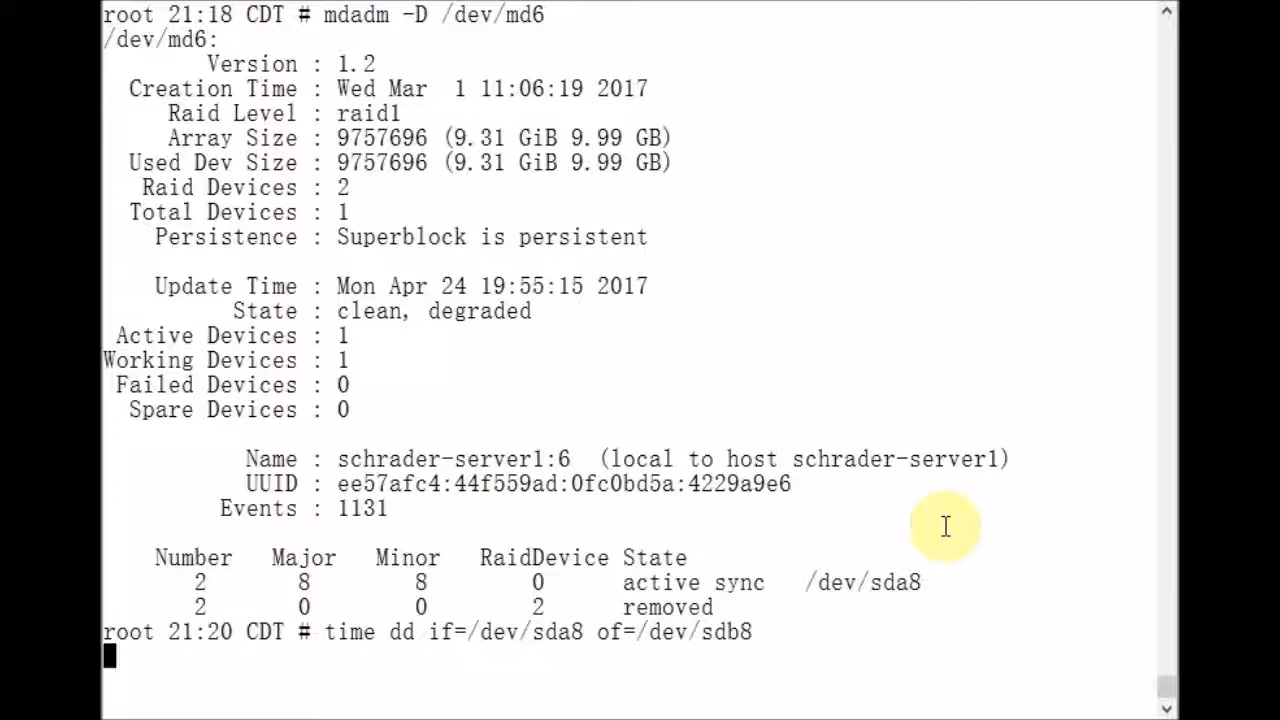 root 21:18 CDT # mdadm -D /dev/md6
/dev/md6:
Version : 1.2
Creation Time : Wed Mar  1 11:06:19 2017
Raid Level : raid1
Array Size : 9757696 (9.31 GiB 9.99 GB)
Used Dev Size : 9757696 (9.31 GiB 9.99 GB)
Raid Devices : 2
Total Devices : 1
Persistence : Superblock is persistent
Update Time : Mon Apr 24 19:55:15 2017
State : clean, degraded
Active Devices : 1
Working Devices : 1
Failed Devices : 0
Spare Devices : 0
Name : schrader-server1:6  (local to host schrader-server1)
UUID : ee57afc4:44f559ad:0fc0bd5a:4229a9e6
Events : 1131
Number   Major   Minor   RaidDevice State
2        8        8        0      active sync   /dev/sda8
2        0        0        2      removed
root 21:20 CDT # time dd if=/dev/sda8 of=/dev/sdb8